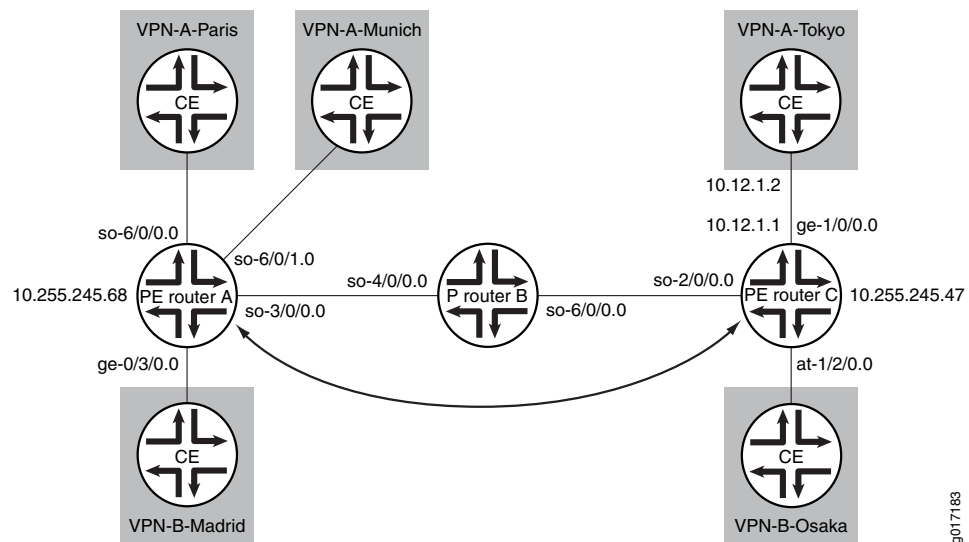 VPN-A-Paris
VPN-A-Munich
VPN-A-Tokyo
CE
CE
CE
10.12.1.2
so-6/0/0.0
10.12.1.1
ge-1/0/0.0
so-6/0/1.0
so-4/0/0.0
so-2/0/0.0
10.255.245.68
PE router A
P router B
PE router C
10.255.245.47
so-3/0/0.0
so-6/0/0.0
ge-0/3/0.0
at-1/2/0.0
CE
CE
VPN-B-Madrid
VPN-B-Osaka
g017183